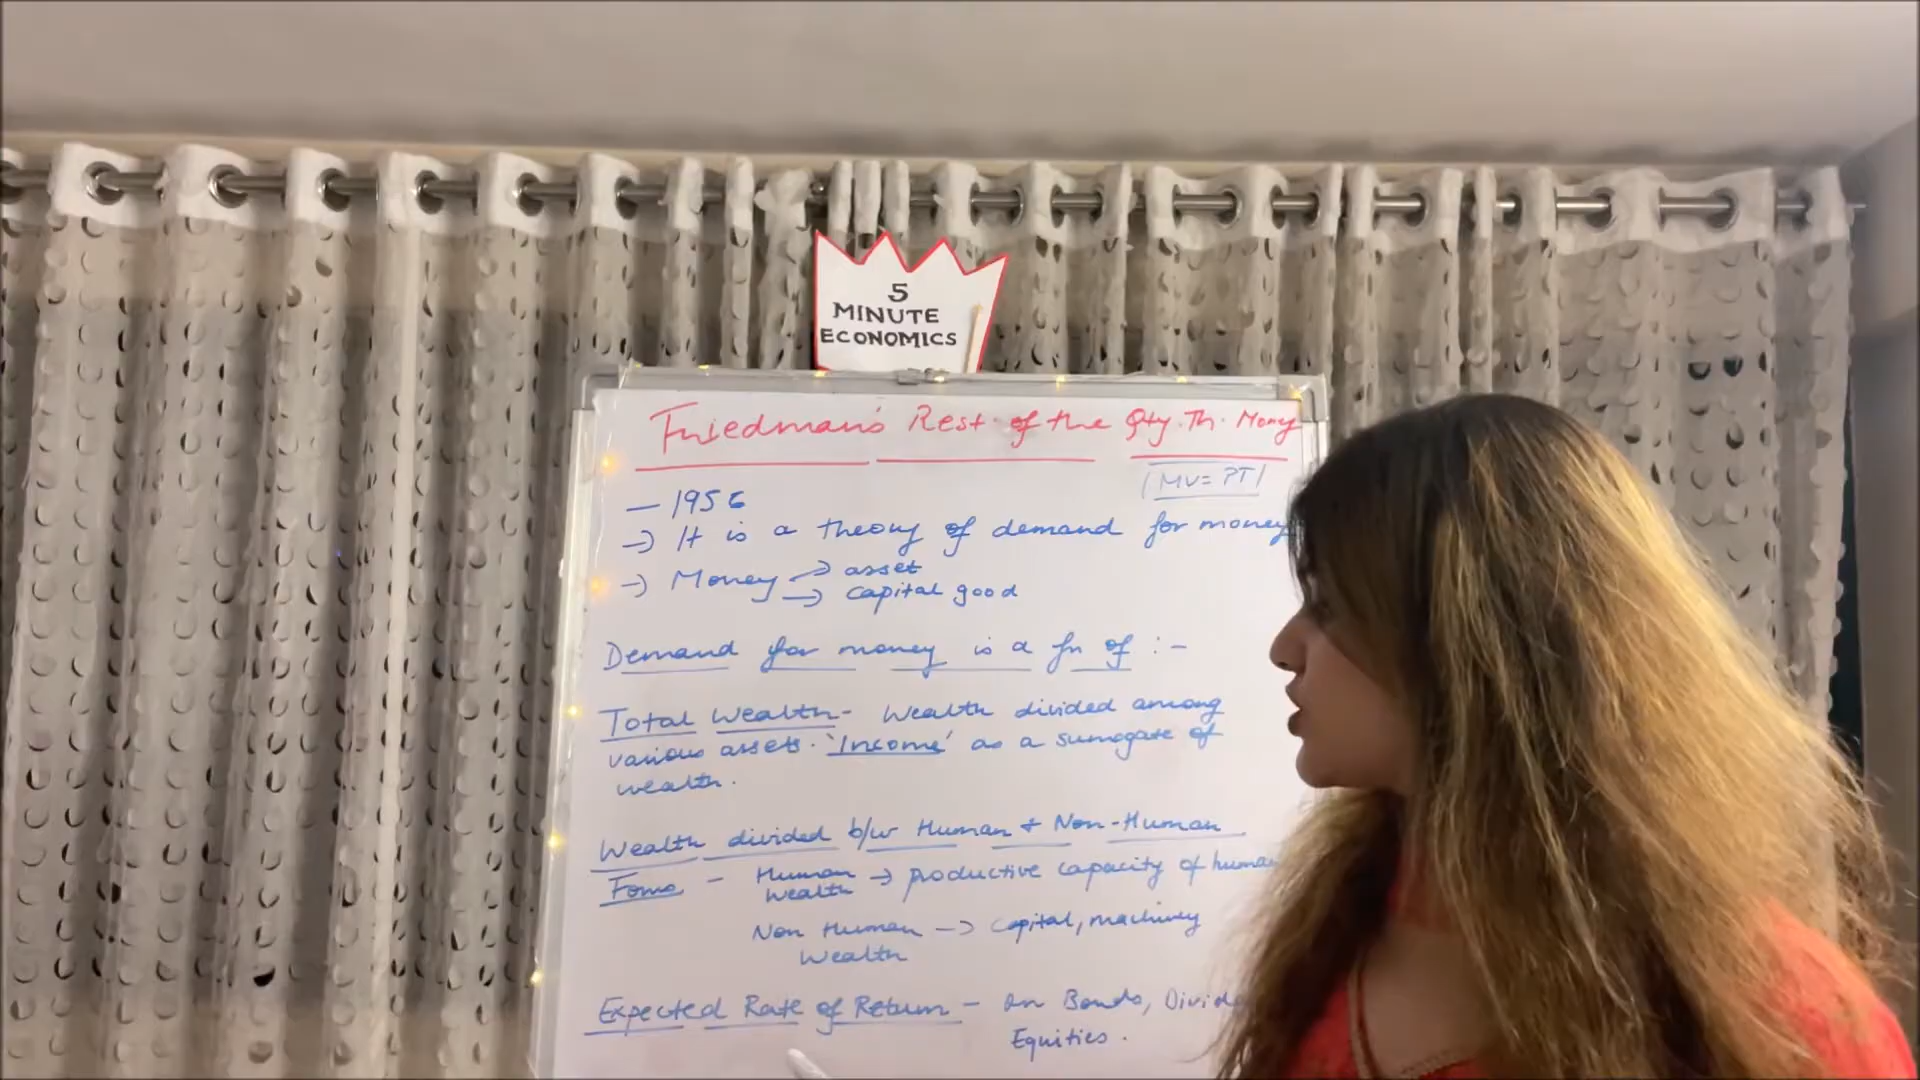 5
MINUTE
ECONOMICS
Friedman's Rest. of the Qty. Th. Money
MV = PT
— 1956
→ It is a theory of demand for money
→ Money → asset
→ capital good
Demand for money is a fn of :-
Total Wealth - Wealth divided among
various assets. 'Income' as a surrogate of
wealth.
Wealth divided b/w Human + Non-Human
Forms - Human Wealth → productive capacity of human
Non Human Wealth → capital, machinery
Expected Rate of Return - on Bonds,
Equities.